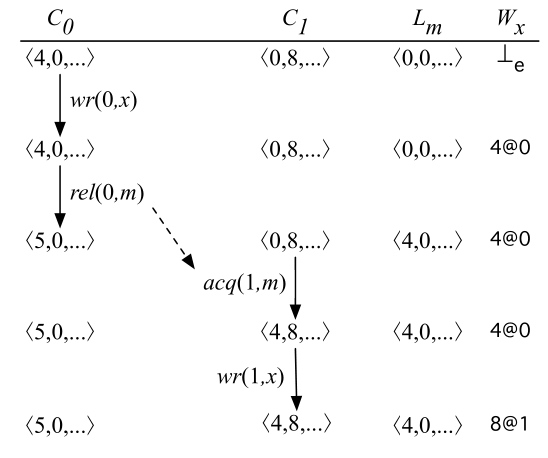 C₀ C₁ Lₘ Wₓ
⟨4,0,...⟩ ⟨0,8,...⟩ ⟨0,0,...⟩ ⊥ₑ
wr(0,x)
⟨4,0,...⟩ ⟨0,8,...⟩ ⟨0,0,...⟩ 4@0
rel(0,m)
⟨5,0,...⟩ ⟨0,8,...⟩ ⟨4,0,...⟩ 4@0
acq(1,m)
⟨5,0,...⟩ ⟨4,8,...⟩ ⟨4,0,...⟩ 4@0
wr(1,x)
⟨5,0,...⟩ ⟨4,8,...⟩ ⟨4,0,...⟩ 8@1